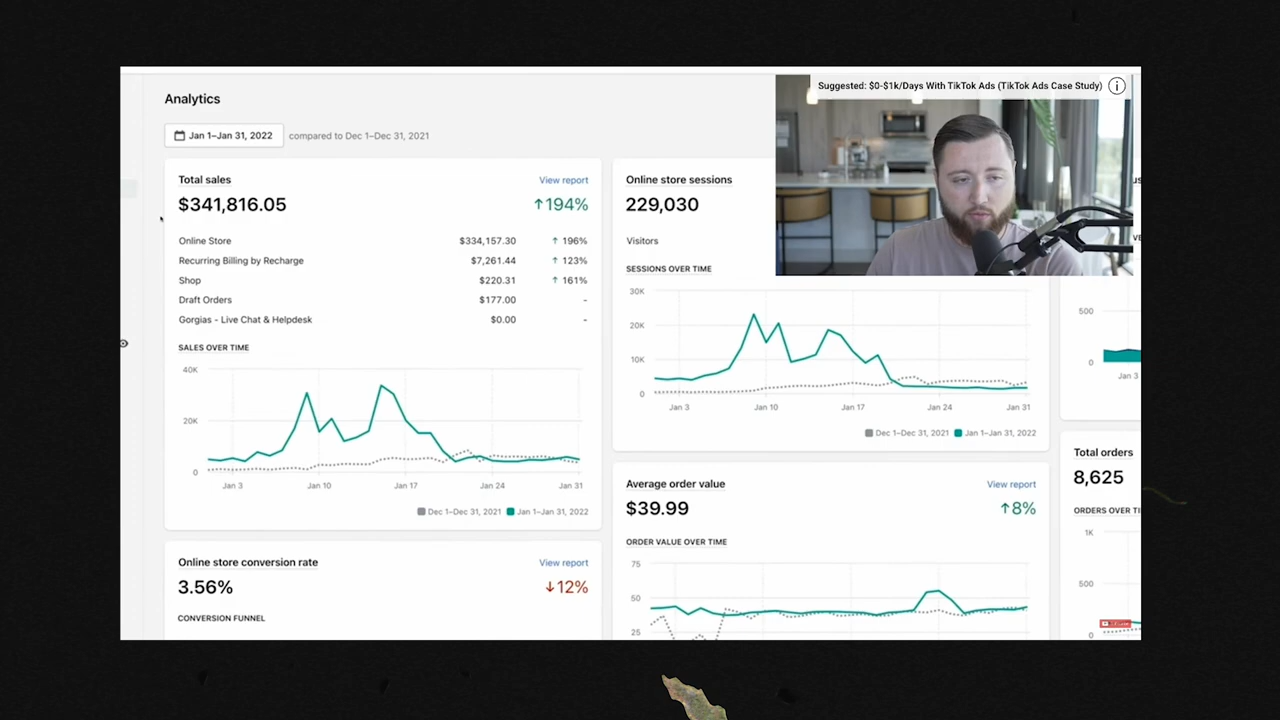 Suggested: $0-$1k/Days With TikTok Ads (TikTok Ads Case Study)
Analytics
Jan 1–Jan 31, 2022 compared to Dec 1–Dec 31, 2021
Total sales View report
$341,816.05 ↑194%
Online Store $334,157.30 ↑ 196%
Recurring Billing by Recharge $7,261.44 ↑ 123%
Shop $220.31 ↑ 161%
Draft Orders $177.00 -
Gorgias - Live Chat & Helpdesk $0.00 -
SALES OVER TIME
40K
20K
0
Jan 3 Jan 10 Jan 17 Jan 24 Jan 31
Dec 1–Dec 31, 2021 Jan 1–Jan 31, 2022
Online store conversion rate View report
3.56% ↓12%
CONVERSION FUNNEL
Online store sessions
229,030
Visitors
SESSIONS OVER TIME
30K
20K
10K
0
Jan 3 Jan 10 Jan 17 Jan 24 Jan 31
Dec 1–Dec 31, 2021 Jan 1–Jan 31, 2022
Average order value View report
$39.99 ↑8%
ORDER VALUE OVER TIME
75
50
25
500
0
Jan 3
Total orders
8,625
ORDERS OVER TI
1K
500
0